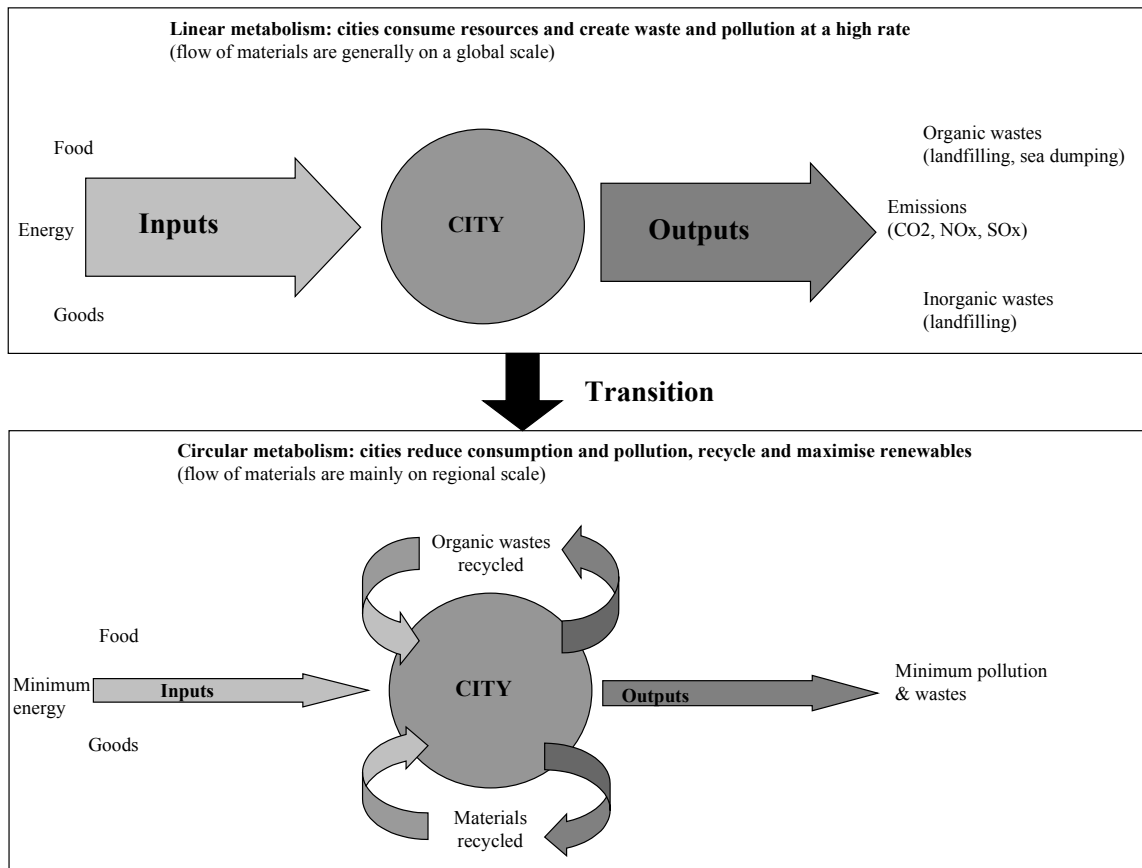 Linear metabolism: cities consume resources and create waste and pollution at a high rate
(flow of materials are generally on a global scale)
Food
Energy
Goods
Inputs
CITY
Outputs
Organic wastes
(landfilling, sea dumping)
Emissions
(CO2, NOx, SOx)
Inorganic wastes
(landfilling)
Transition
Circular metabolism: cities reduce consumption and pollution, recycle and maximise renewables
(flow of materials are mainly on regional scale)
Organic wastes
recycled
Food
Minimum
energy
Goods
Inputs
CITY
Outputs
Minimum pollution
& wastes
Materials
recycled